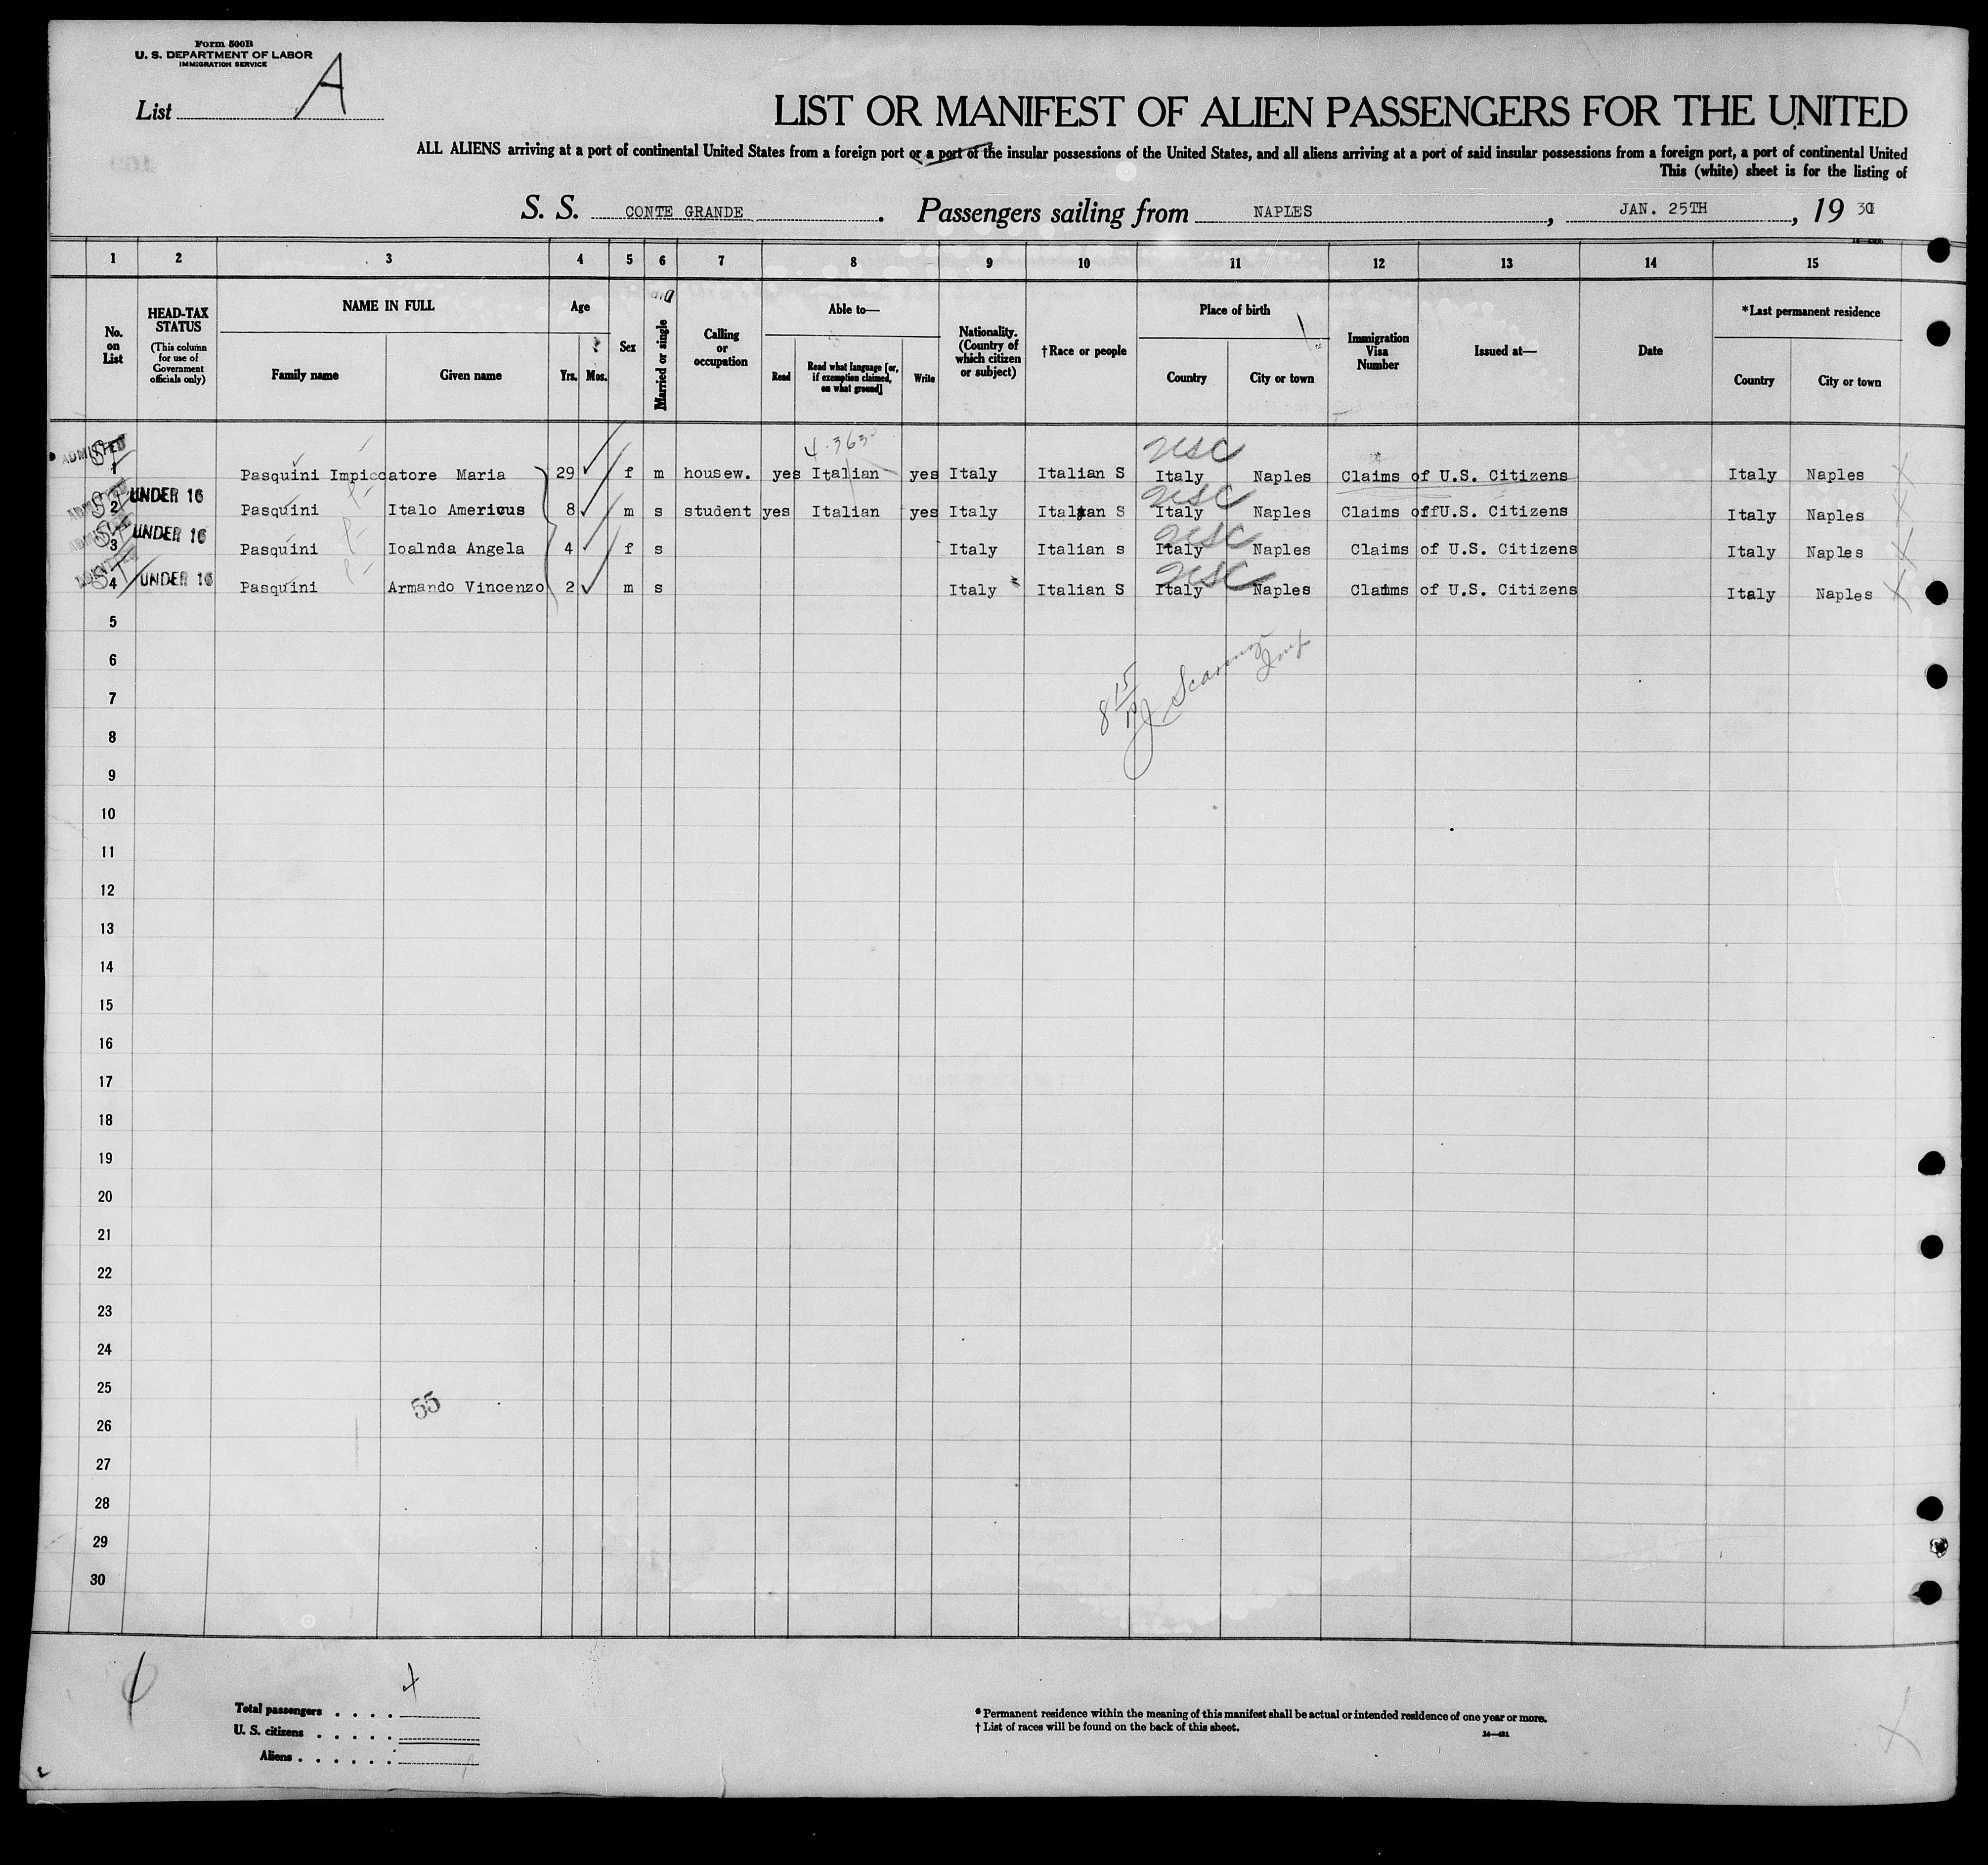 Form 500B
U. S. DEPARTMENT OF LABOR
IMMIGRATION SERVICE
List A
LIST OR MANIFEST OF ALIEN PASSENGERS FOR THE UNITED
ALL ALIENS arriving at a port of continental United States from a foreign port or a port of the insular possessions of the United States, and all aliens arriving at a port of said insular possessions from a foreign port, a port of continental United
This (white) sheet is for the listing of
S. S. CONTE GRANDE. Passengers sailing from NAPLES, JAN. 25TH, 19 30
1 2 3 4 5 6 7 8 9 10 11 12 13 14 15
No. on List
HEAD-TAX STATUS
(This column for use of Government officials only)
NAME IN FULL
Family name Given name
Age
Yrs. Mos.
Sex
Married or single
Calling or occupation
Able to—
Read
Read what language [or, if exemption claimed, on what ground]
Write
Nationality. (Country of which citizen or subject)
†Race or people
Place of birth
Country City or town
Immigration Visa Number
Issued at—
Date
*Last permanent residence
Country City or town
4-363
ADMITTED 1 Pasquini Impiccatore Maria 29 f m housew. yes Italian yes Italy Italian S Italy USC Naples Claims of U.S. Citizens Italy Naples
2 UNDER 16 Pasquini Italo Americus 8 m s student yes Italian yes Italy Italian S Italy USC Naples Claims offU.S. Citizens Italy Naples
3 UNDER 16 Pasquini Ioalnda Angela 4 f s Italy Italian s Italy USC Naples Claims of U.S. Citizens Italy Naples
4 UNDER 16 Pasquini Armando Vincenzo 2 m s Italy Italian S Italy USC Naples Claims of U.S. Citizens Italy Naples
5
6
7
8
9
10
11
12
13
14
15
16
17
18
19
20
21
22
23
24
25
55
26
27
28
29
30
Total passengers . . . .
U. S. citizens . . . . .
Aliens . . . . . .
* Permanent residence within the meaning of this manifest shall be actual or intended residence of one year or more.
† List of races will be found on the back of this sheet.